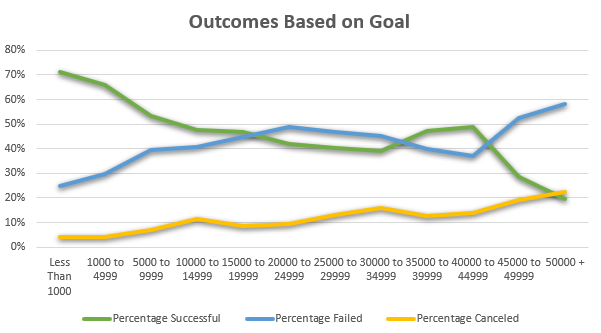 Outcomes Based on Goal
80%
70%
60%
50%
40%
30%
20%
10%
0%
Less Than 1000
1000 to 4999
5000 to 9999
10000 to 14999
15000 to 19999
20000 to 24999
25000 to 29999
30000 to 34999
35000 to 39999
40000 to 44999
45000 to 49999
50000 +
Percentage Successful
Percentage Failed
Percentage Canceled